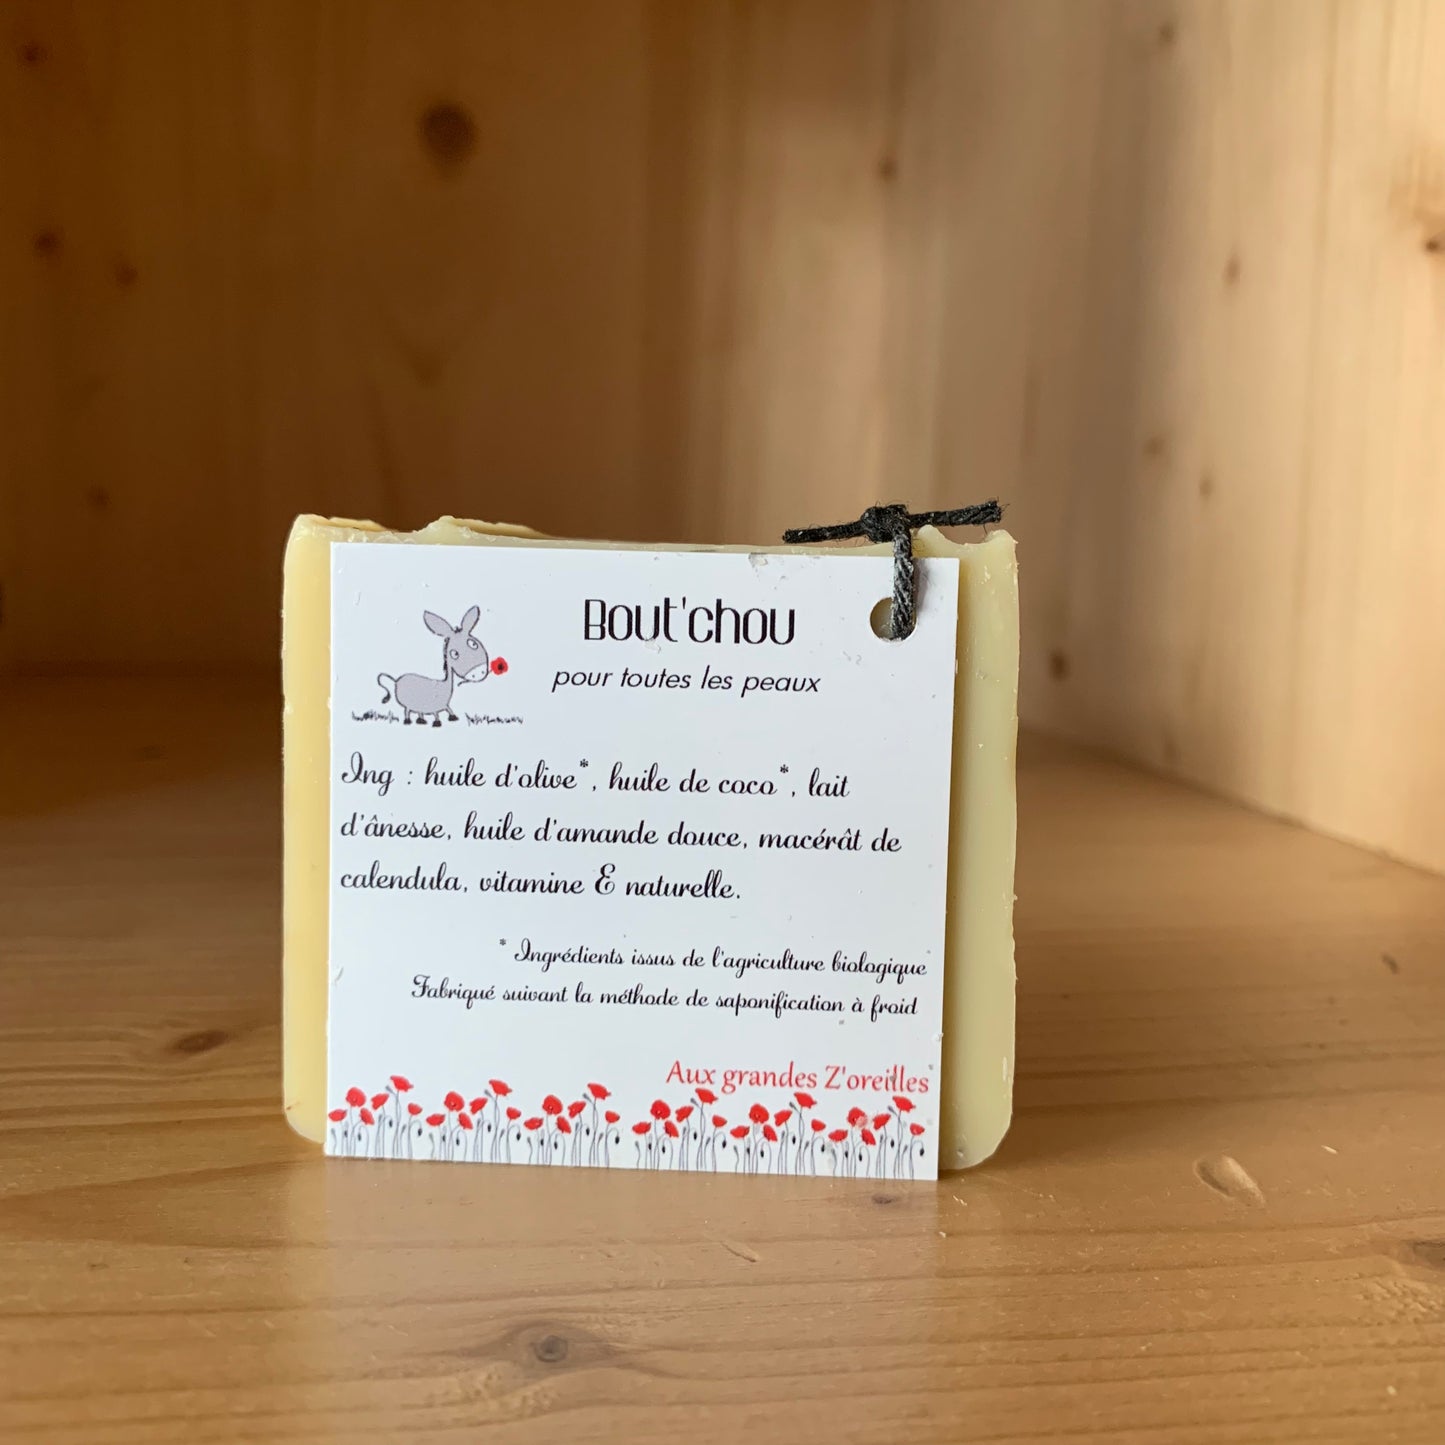 Bout'chou
pour toutes les peaux
Ing : huile d'olive*, huile de coco*, lait
d'ânesse, huile d'amande douce, macérât de
calendula, vitamine E naturelle.
* Ingrédients issus de l'agriculture biologique
Fabriqué suivant la méthode de saponification à froid
Aux grandes Z'oreilles